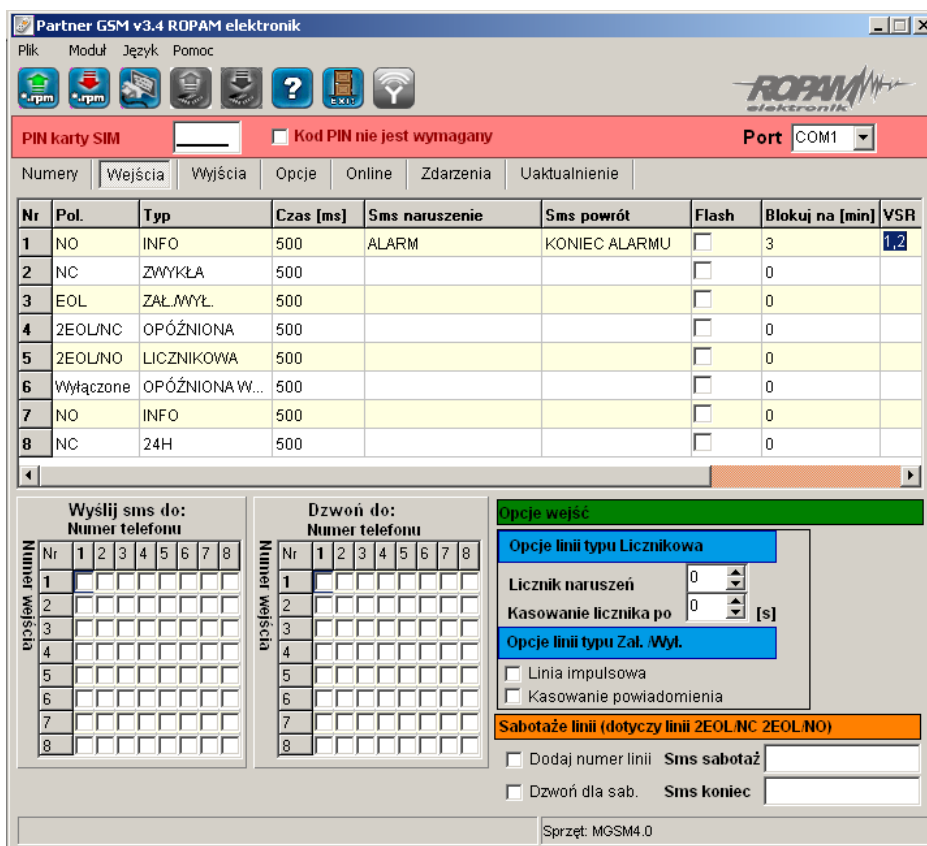 Partner GSM v3.4 ROPAM elektronik
Plik Moduł Język Pomoc
*.rpm *.rpm ? EXIT ROPAM
elektronik
PIN karty SIM Kod PIN nie jest wymagany Port COM1
Numery Wejścia Wyjścia Opcje Online Zdarzenia Uaktualnienie
Nr Pol. Typ Czas [ms] Sms naruszenie Sms powrót Flash Blokuj na [min] VSR
1 NO INFO 500 ALARM KONIEC ALARMU 3 1,2
2 NC ZWYKŁA 500 0
3 EOL ZAŁ./WYŁ. 500 0
4 2EOL/NC OPÓŹNIONA 500 0
5 2EOL/NO LICZNIKOWA 500 0
6 Wyłączone OPÓŹNIONA W... 500 0
7 NO INFO 500 0
8 NC 24H 500 0
Wyślij sms do:
Numer telefonu
Numer wejścia
Nr 1 2 3 4 5 6 7 8
1
2
3
4
5
6
7
8
Dzwoń do:
Numer telefonu
Numer wejścia
Nr 1 2 3 4 5 6 7 8
1
2
3
4
5
6
7
8
Opcje wejść
Opcje linii typu Licznikowa
Licznik naruszeń 0
Kasowanie licznika po 0 [s]
Opcje linii typu Zał. /Wył.
Linia impulsowa
Kasowanie powiadomienia
Sabotaże linii (dotyczy linii 2EOL/NC 2EOL/NO)
Dodaj numer linii Sms sabotaż
Dzwoń dla sab. Sms koniec
Sprzęt: MGSM4.0